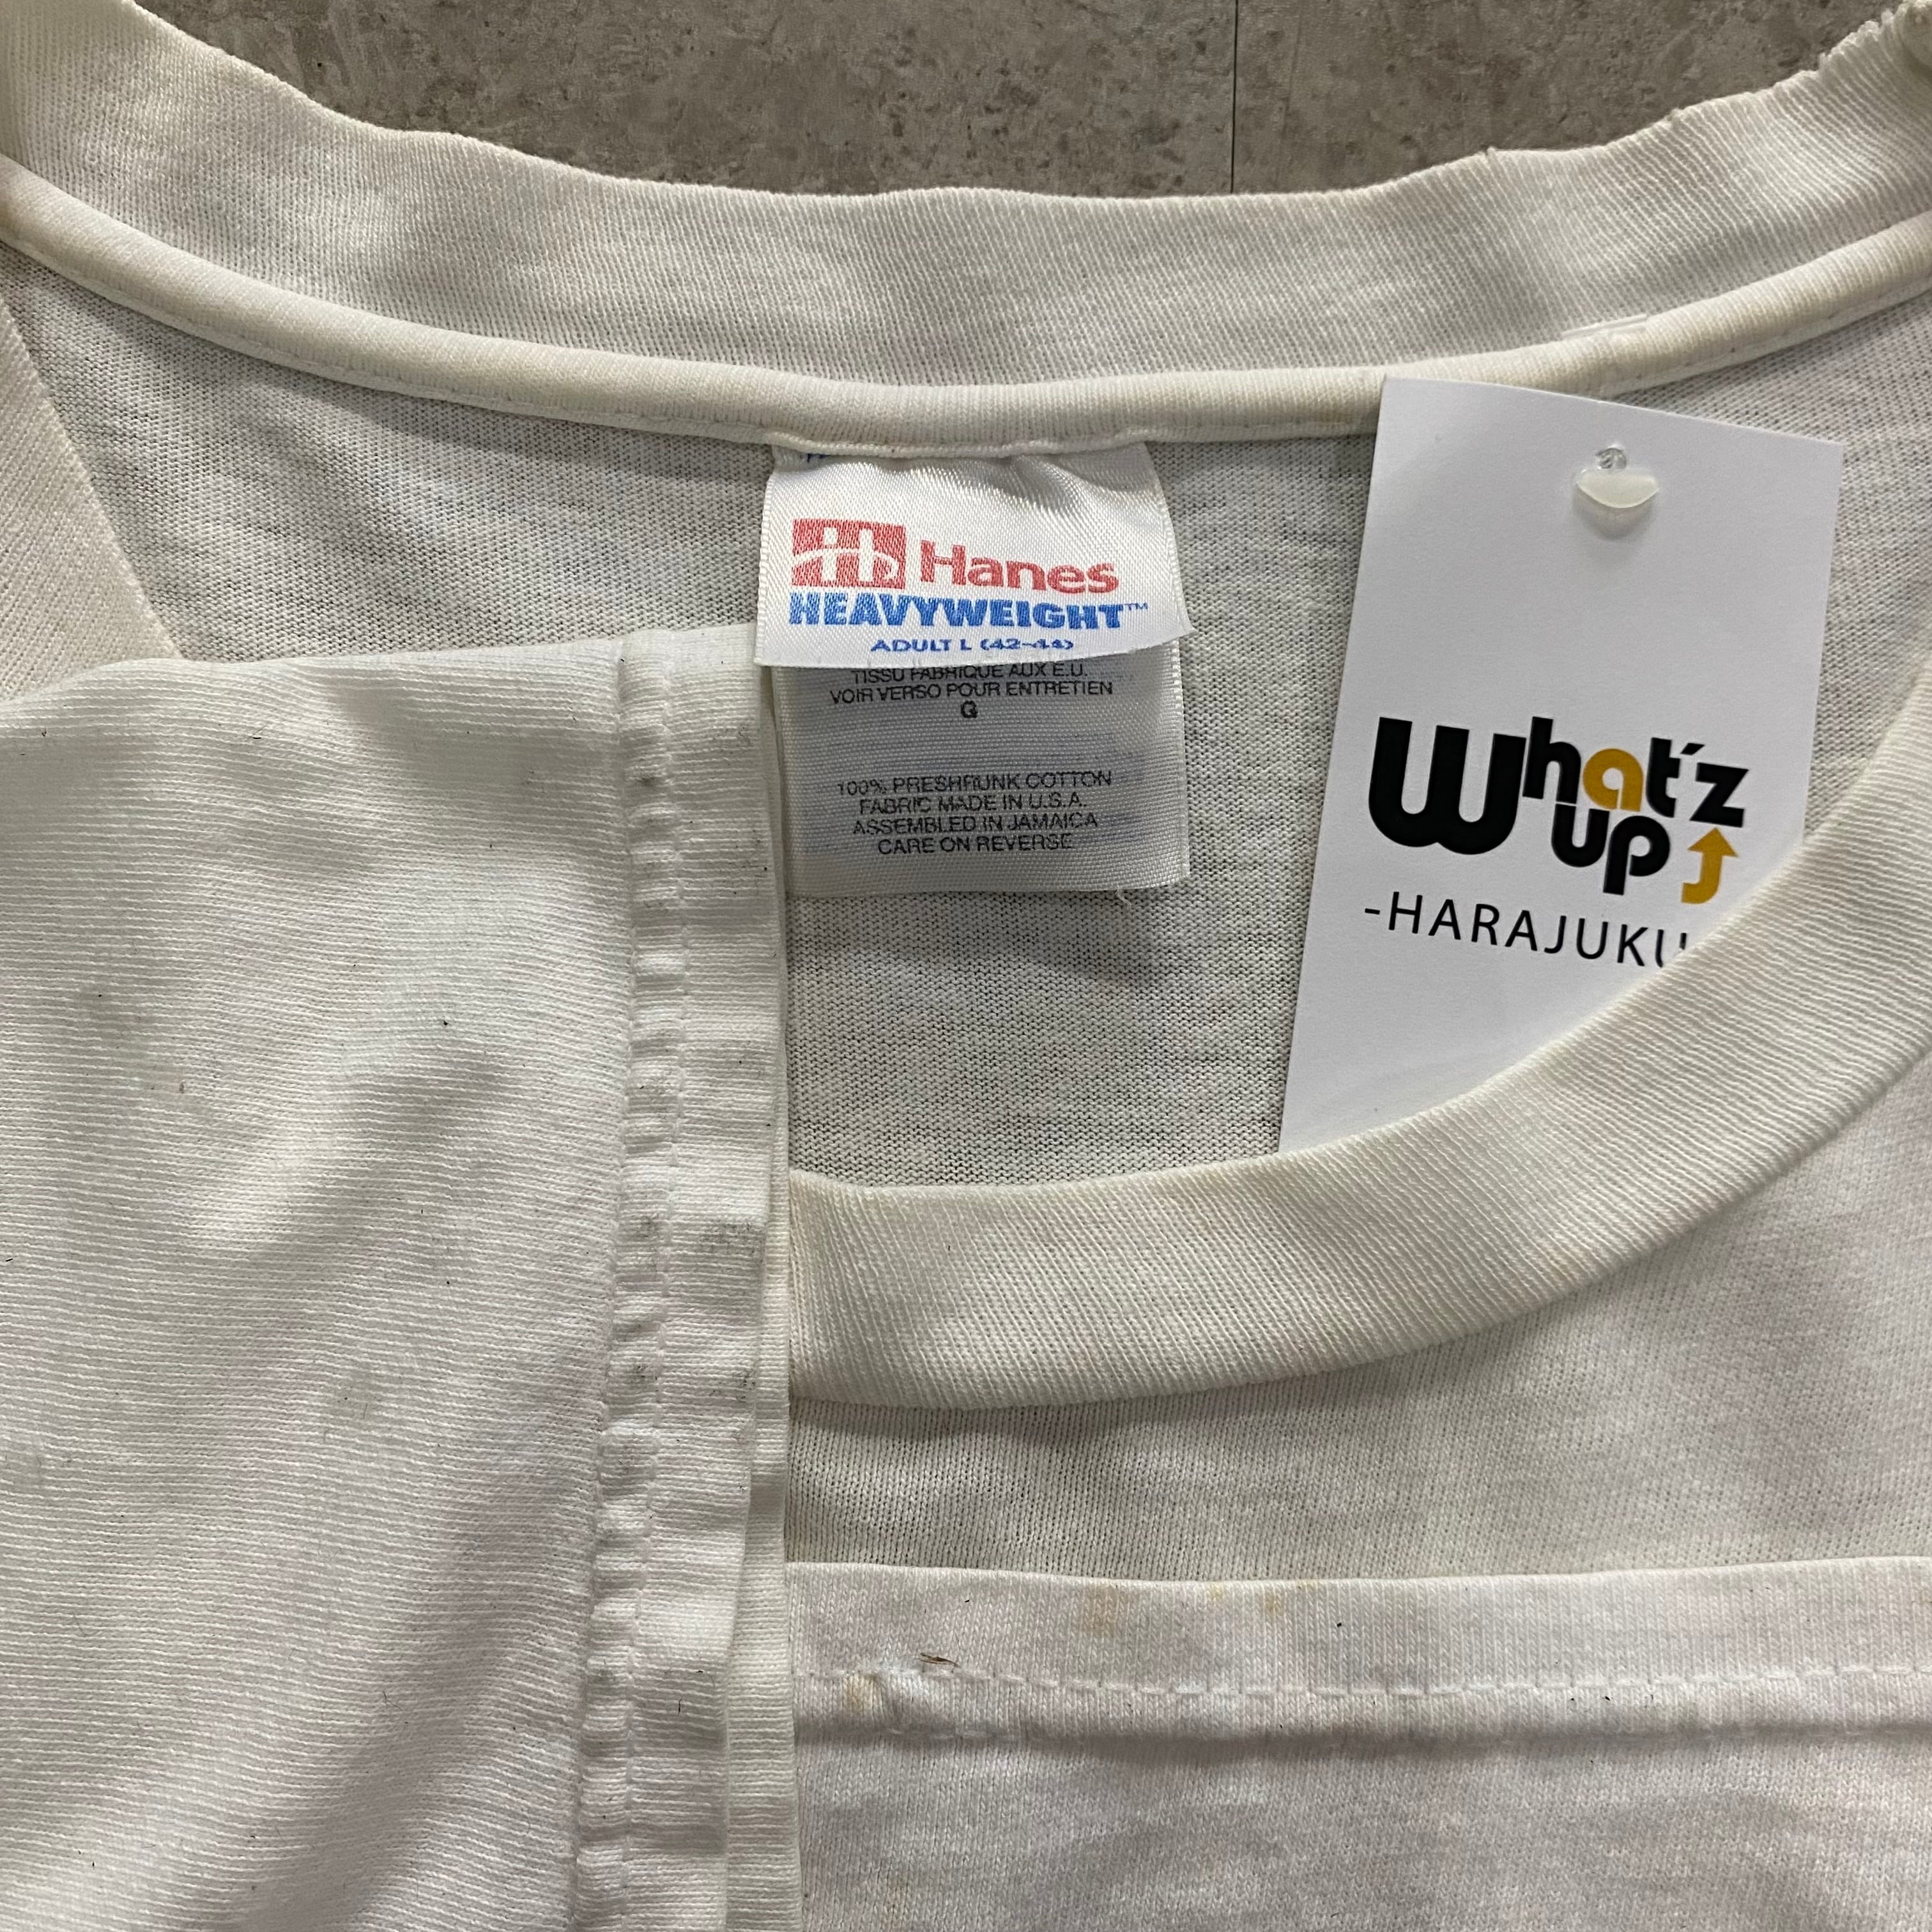 Hanes
HEAVYWEIGHT™
ADULT L (42-44)
TISSU FABRIQUE AUX E.U.
VOIR VERSO POUR ENTRETIEN
G
100% PRESHRUNK COTTON
FABRIC MADE IN U.S.A.
ASSEMBLED IN JAMAICA
CARE ON REVERSE
What'z
up
-HARAJUKU